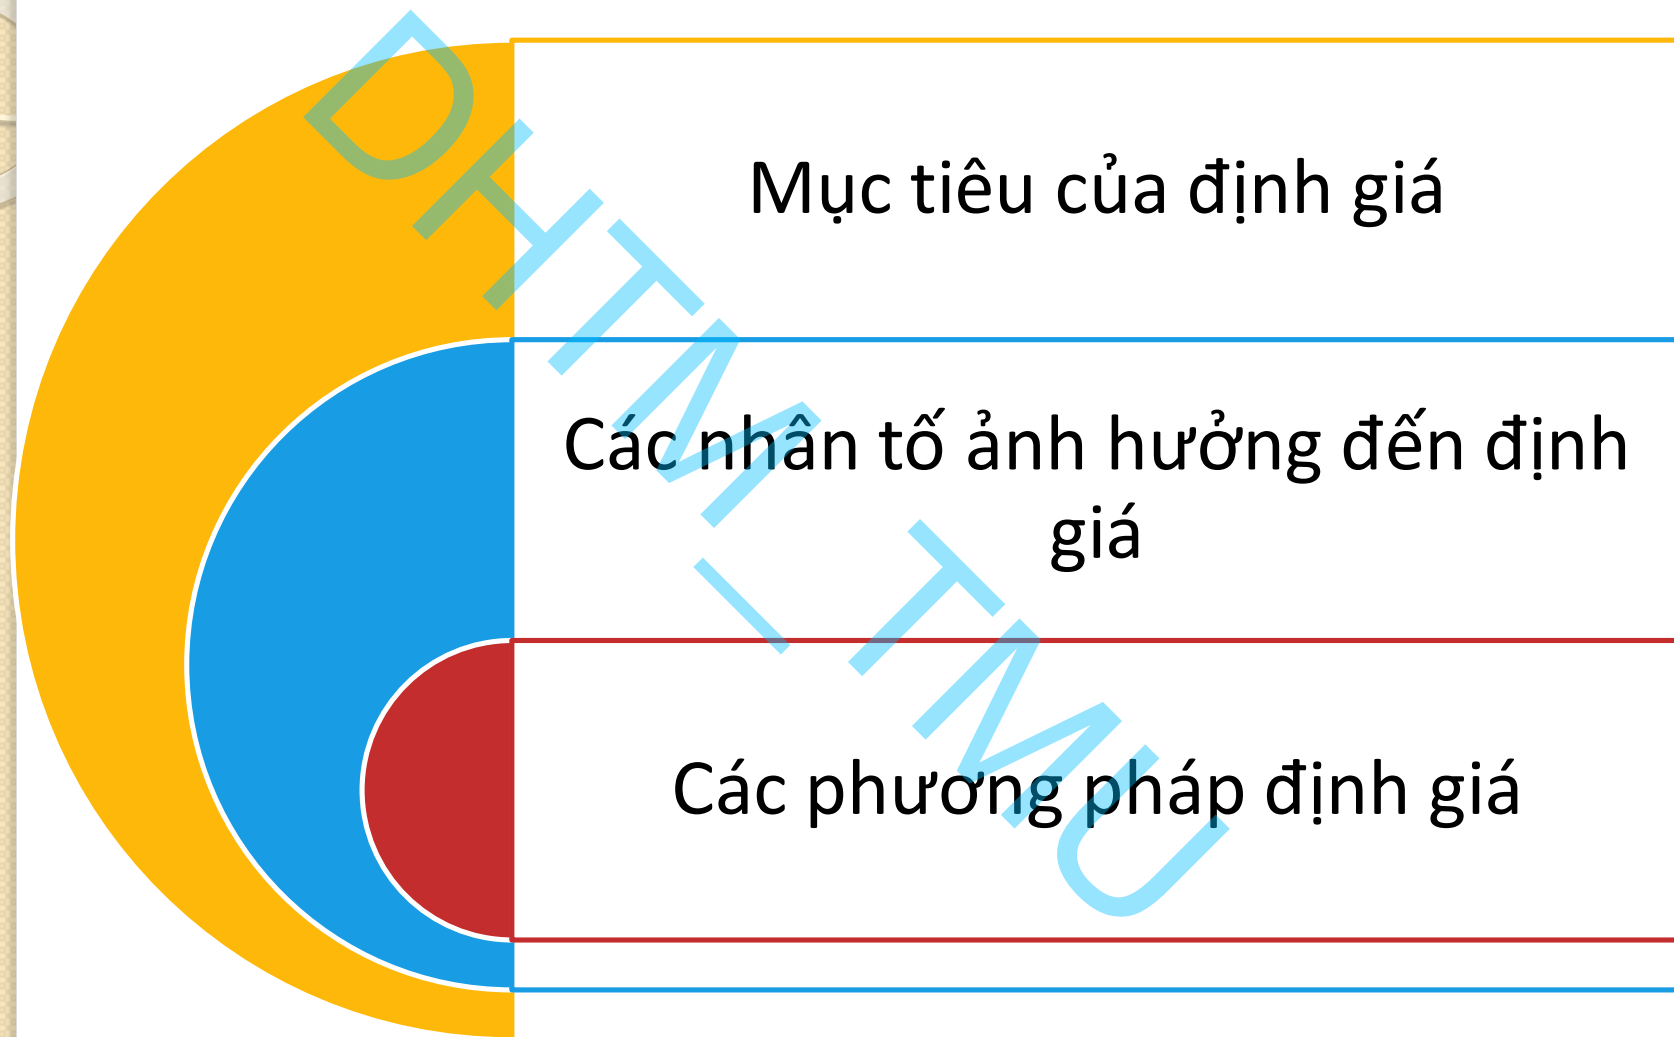 Mục tiêu của định giá
Các nhân tố ảnh hưởng đến định
giá
Các phương pháp định giá
DHTM_TMU